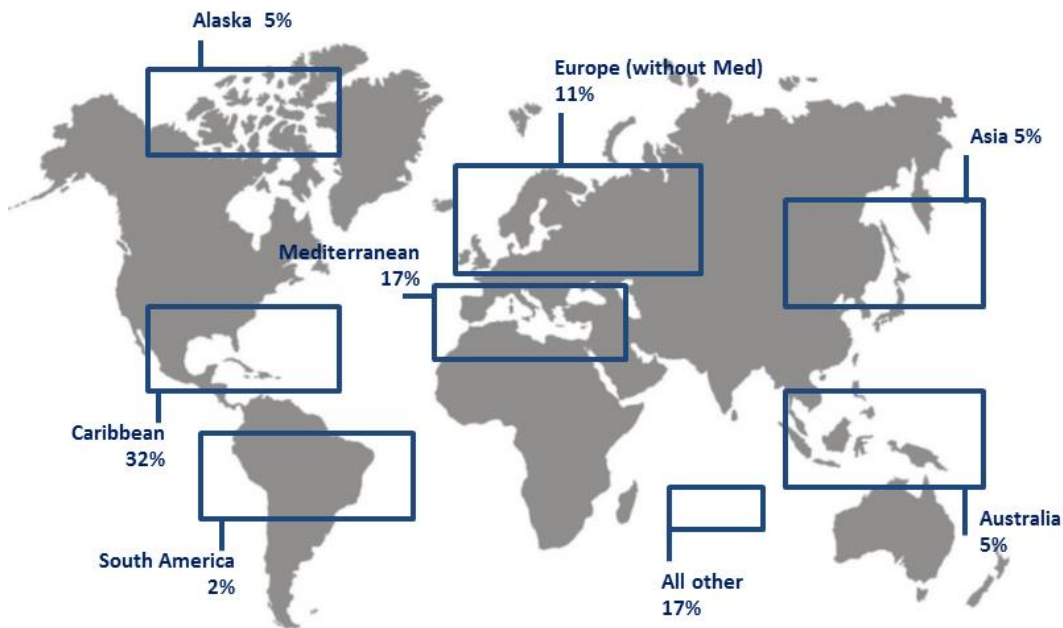 Alaska 5%
Europe (without Med)
11%
Asia 5%
Mediterranean
17%
Caribbean
32%
South America
2%
All other
17%
Australia
5%